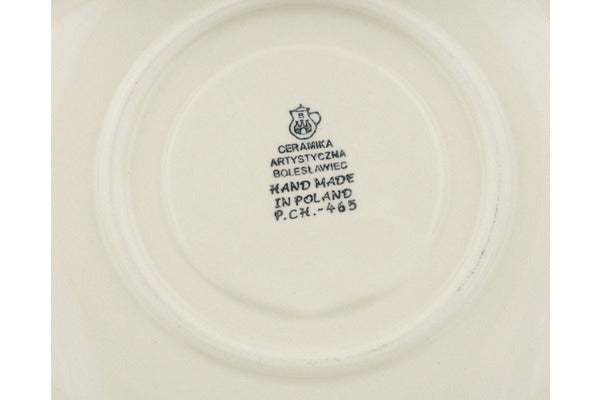 B
CERAMIKA
ARTYSTYCZNA
BOLESŁAWIEC
HAND MADE
IN POLAND
P.CH.-465